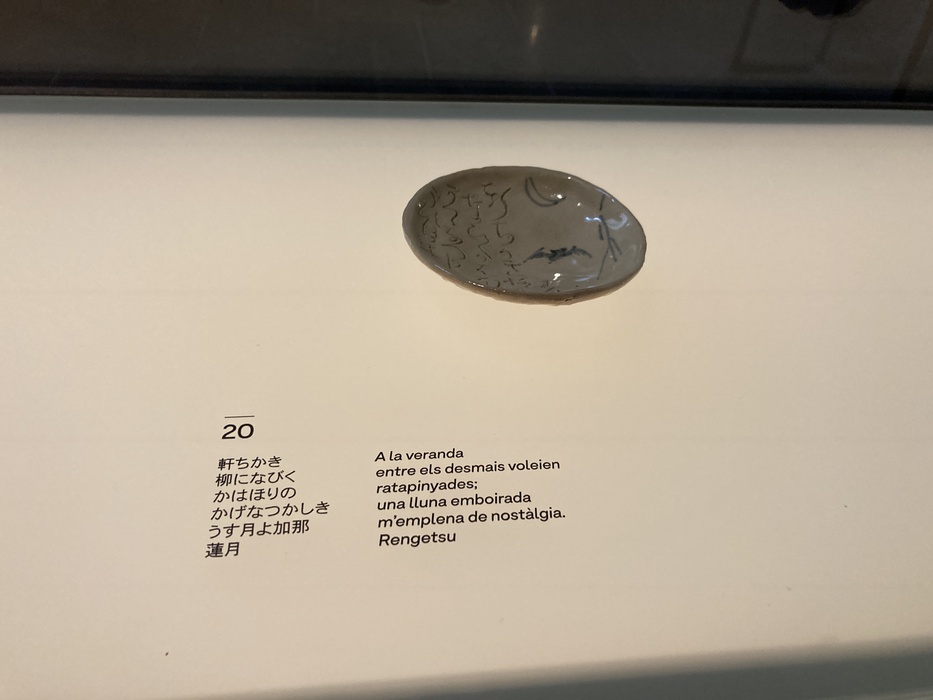 20
軒ちかき
柳になびく
かはほりの
かげなつかしき
うす月よ加那
蓮月
A la veranda
entre els desmais voleien
ratapinyades;
una lluna emboirada
m'emplena de nostàlgia.
Rengetsu